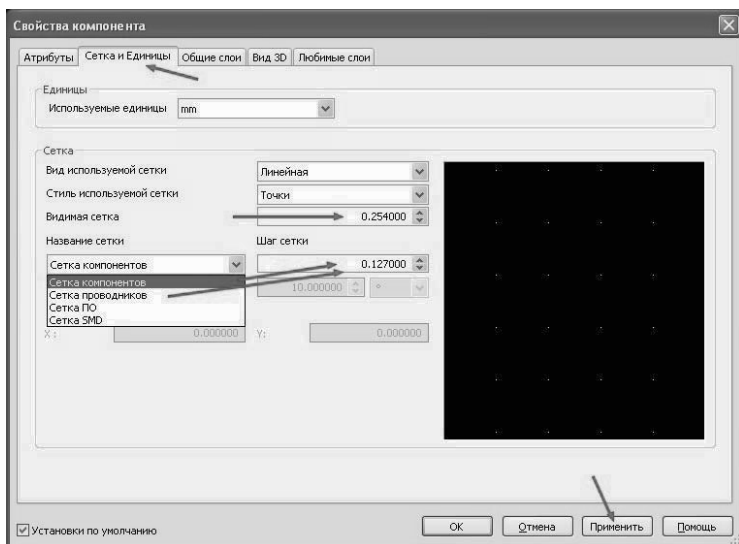 Свойства компонента
Атрибуты Сетка и Единицы Общие слои Вид 3D Любимые слои
Единицы
Используемые единицы mm
Сетка
Вид используемой сетки Линейная
Стиль используемой сетки Точки
Видимая сетка 0.254000
Название сетки Шаг сетки
Сетка компонентов 0.127000
Сетка компонентов
Сетка проводников 10.000000 °
Сетка ПО
Сетка SMD
X: 0.000000 Y: 0.000000
Установки по умолчанию OK Отмена Применить Помощь